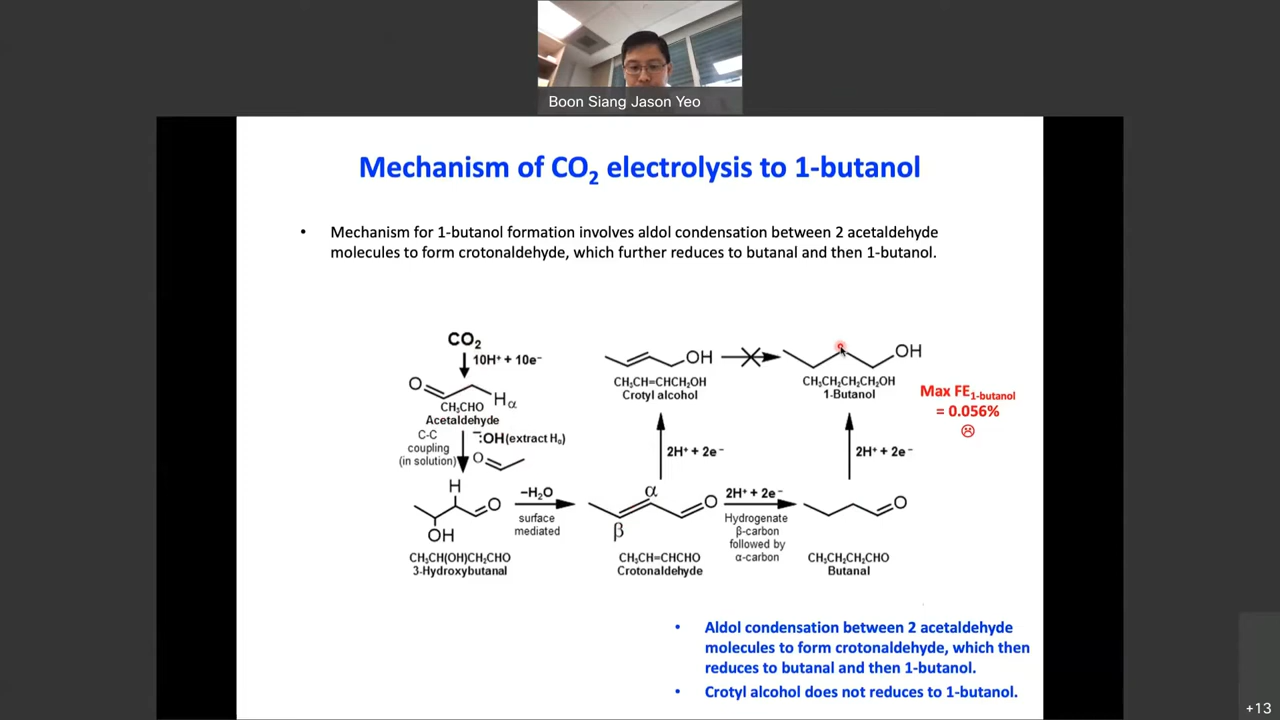 Boon Siang Jason Yeo
Mechanism of CO₂ electrolysis to 1-butanol
• Mechanism for 1-butanol formation involves aldol condensation between 2 acetaldehyde
molecules to form crotonaldehyde, which further reduces to butanal and then 1-butanol.
CO₂
10H⁺ + 10e⁻
O
Hα
CH₃CHO
Acetaldehyde
C-C
coupling
(in solution)
⁻:OH (extract Hα)
O
H
O
OH
CH₃CH(OH)CH₂CHO
3-Hydroxybutanal
–H₂O
surface
mediated
α
O
β
CH₃CH=CHCHO
Crotonaldehyde
2H⁺ + 2e⁻
OH
CH₃CH=CHCH₂OH
Crotyl alcohol
2H⁺ + 2e⁻
Hydrogenate
β-carbon
followed by
α-carbon
O
CH₃CH₂CH₂CHO
Butanal
2H⁺ + 2e⁻
OH
CH₃CH₂CH₂CH₂OH
1-Butanol
Max FE₁₋butanol
= 0.056%
☹
• Aldol condensation between 2 acetaldehyde
molecules to form crotonaldehyde, which then
reduces to butanal and then 1-butanol.
• Crotyl alcohol does not reduces to 1-butanol.
+13